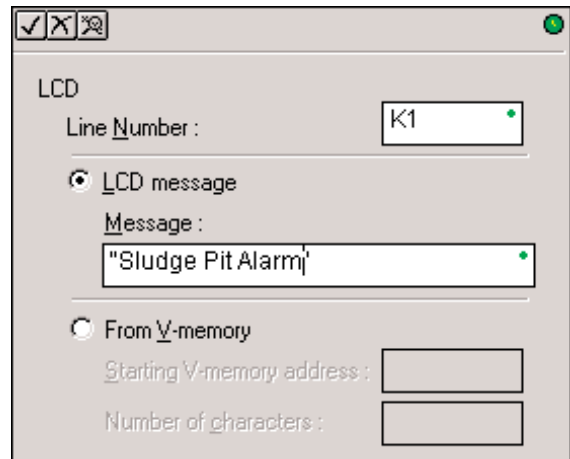 LCD
Line Number :
K1
LCD message
Message :
"Sludge Pit Alarm"
From V-memory
Starting V-memory address :
Number of characters :